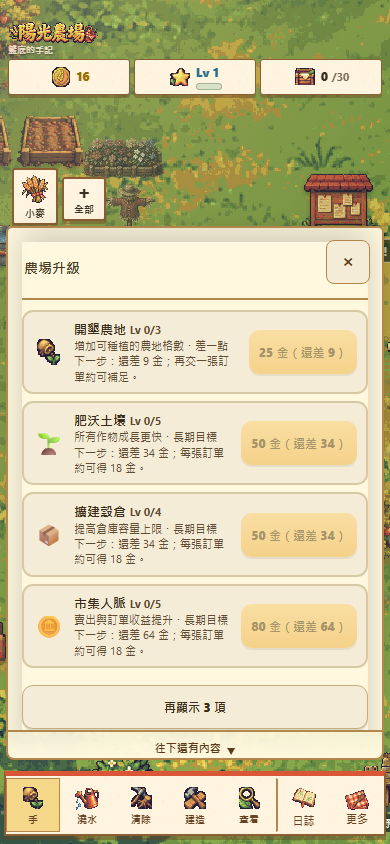 陽光農場
籃底的手記
16
Lv 1
0 /30
小麥
+
全部
農場升級
×
開墾農地 Lv 0/3
增加可種植的農地格數 · 差一點
下一步：還差 9 金；再交一張訂
單約可補足。
25 金（還差 9）
肥沃土壤 Lv 0/5
所有作物成長更快 · 長期目標
下一步：還差 34 金；每張訂單
約可得 18 金。
50 金（還差 34）
擴建穀倉 Lv 0/4
提高倉庫容量上限 · 長期目標
下一步：還差 34 金；每張訂單
約可得 18 金。
50 金（還差 34）
市集人脈 Lv 0/5
賣出與訂單收益提升 · 長期目標
下一步：還差 64 金；每張訂單
約可得 18 金。
80 金（還差 64）
再顯示 3 項
往下還有內容 ▼
手
澆水
清除
建造
查看
日誌
更多